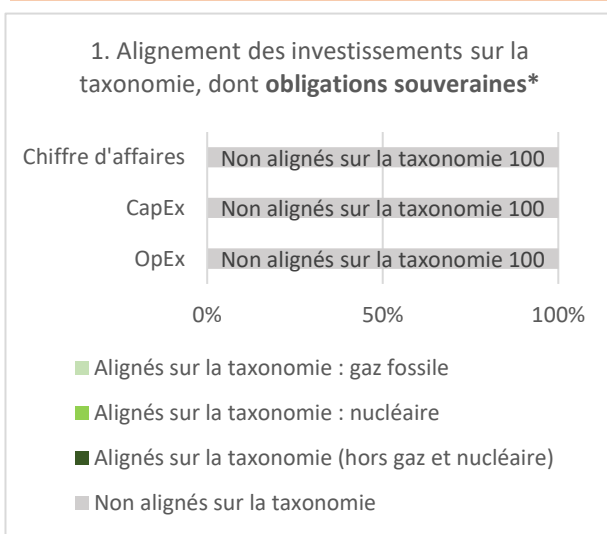 1. Alignement des investissements sur la
taxonomie, dont obligations souveraines*
Chiffre d'affaires
Non alignés sur la taxonomie 100
CapEx
Non alignés sur la taxonomie 100
OpEx
Non alignés sur la taxonomie 100
0%
50%
100%
Alignés sur la taxonomie : gaz fossile
Alignés sur la taxonomie : nucléaire
Alignés sur la taxonomie (hors gaz et nucléaire)
Non alignés sur la taxonomie